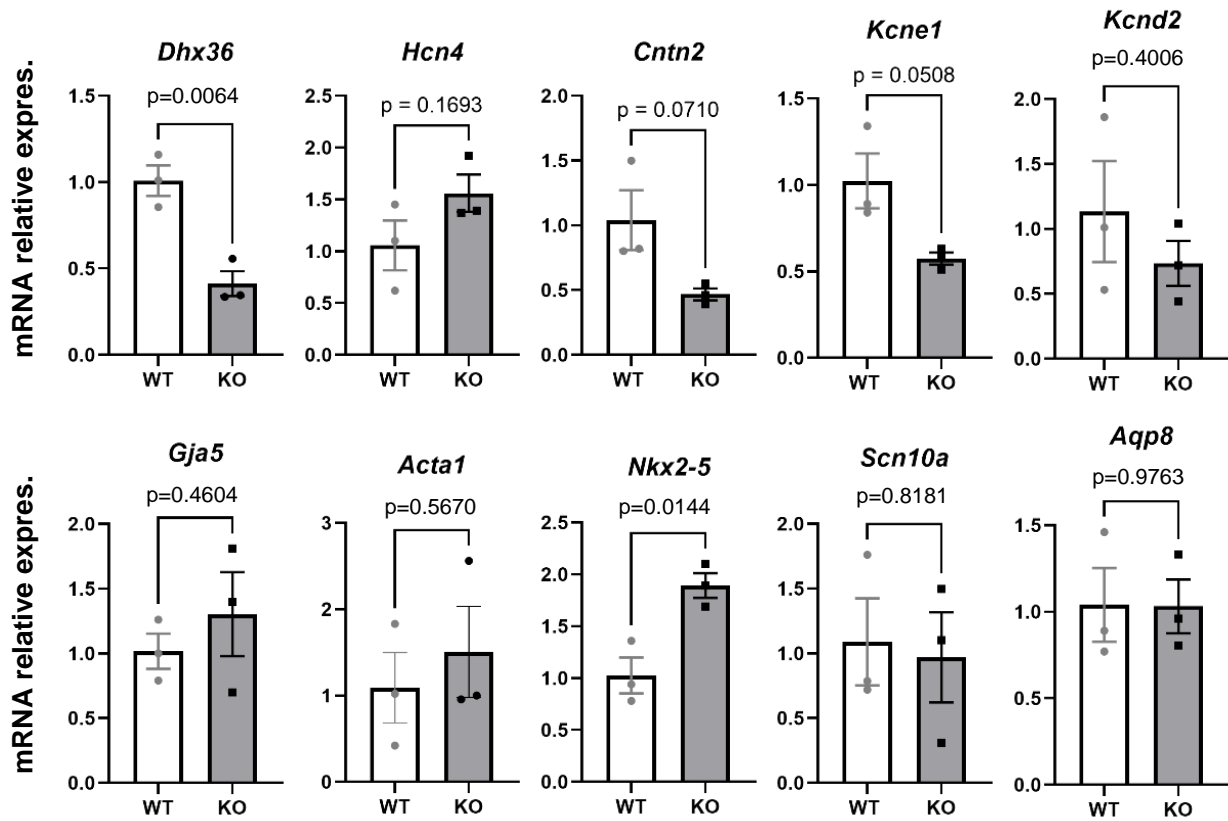 Dhx36
p=0.0064
mRNA relative expres.
1.5
1.0
0.5
0.0
WT KO
Hcn4
p = 0.1693
2.5
2.0
1.5
1.0
0.5
0.0
WT KO
Cntn2
p = 0.0710
2.0
1.5
1.0
0.5
0.0
WT KO
Kcne1
p = 0.0508
1.5
1.0
0.5
0.0
WT KO
Kcnd2
p=0.4006
2.0
1.5
1.0
0.5
0.0
WT KO
Gja5
p=0.4604
mRNA relative expres.
2.0
1.5
1.0
0.5
0.0
WT KO
Acta1
p=0.5670
3
2
1
0
WT KO
Nkx2-5
p=0.0144
2.5
2.0
1.5
1.0
0.5
0.0
WT KO
Scn10a
p=0.8181
2.0
1.5
1.0
0.5
0.0
WT KO
Aqp8
p=0.9763
1.5
1.0
0.5
0.0
WT KO